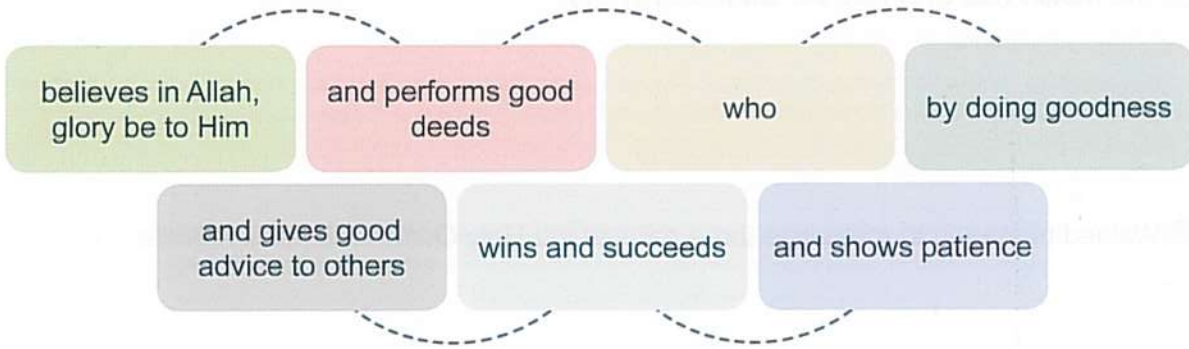 believes in Allah,
glory be to Him
and performs good
deeds
who
by doing goodness
and gives good
advice to others
wins and succeeds
and shows patience